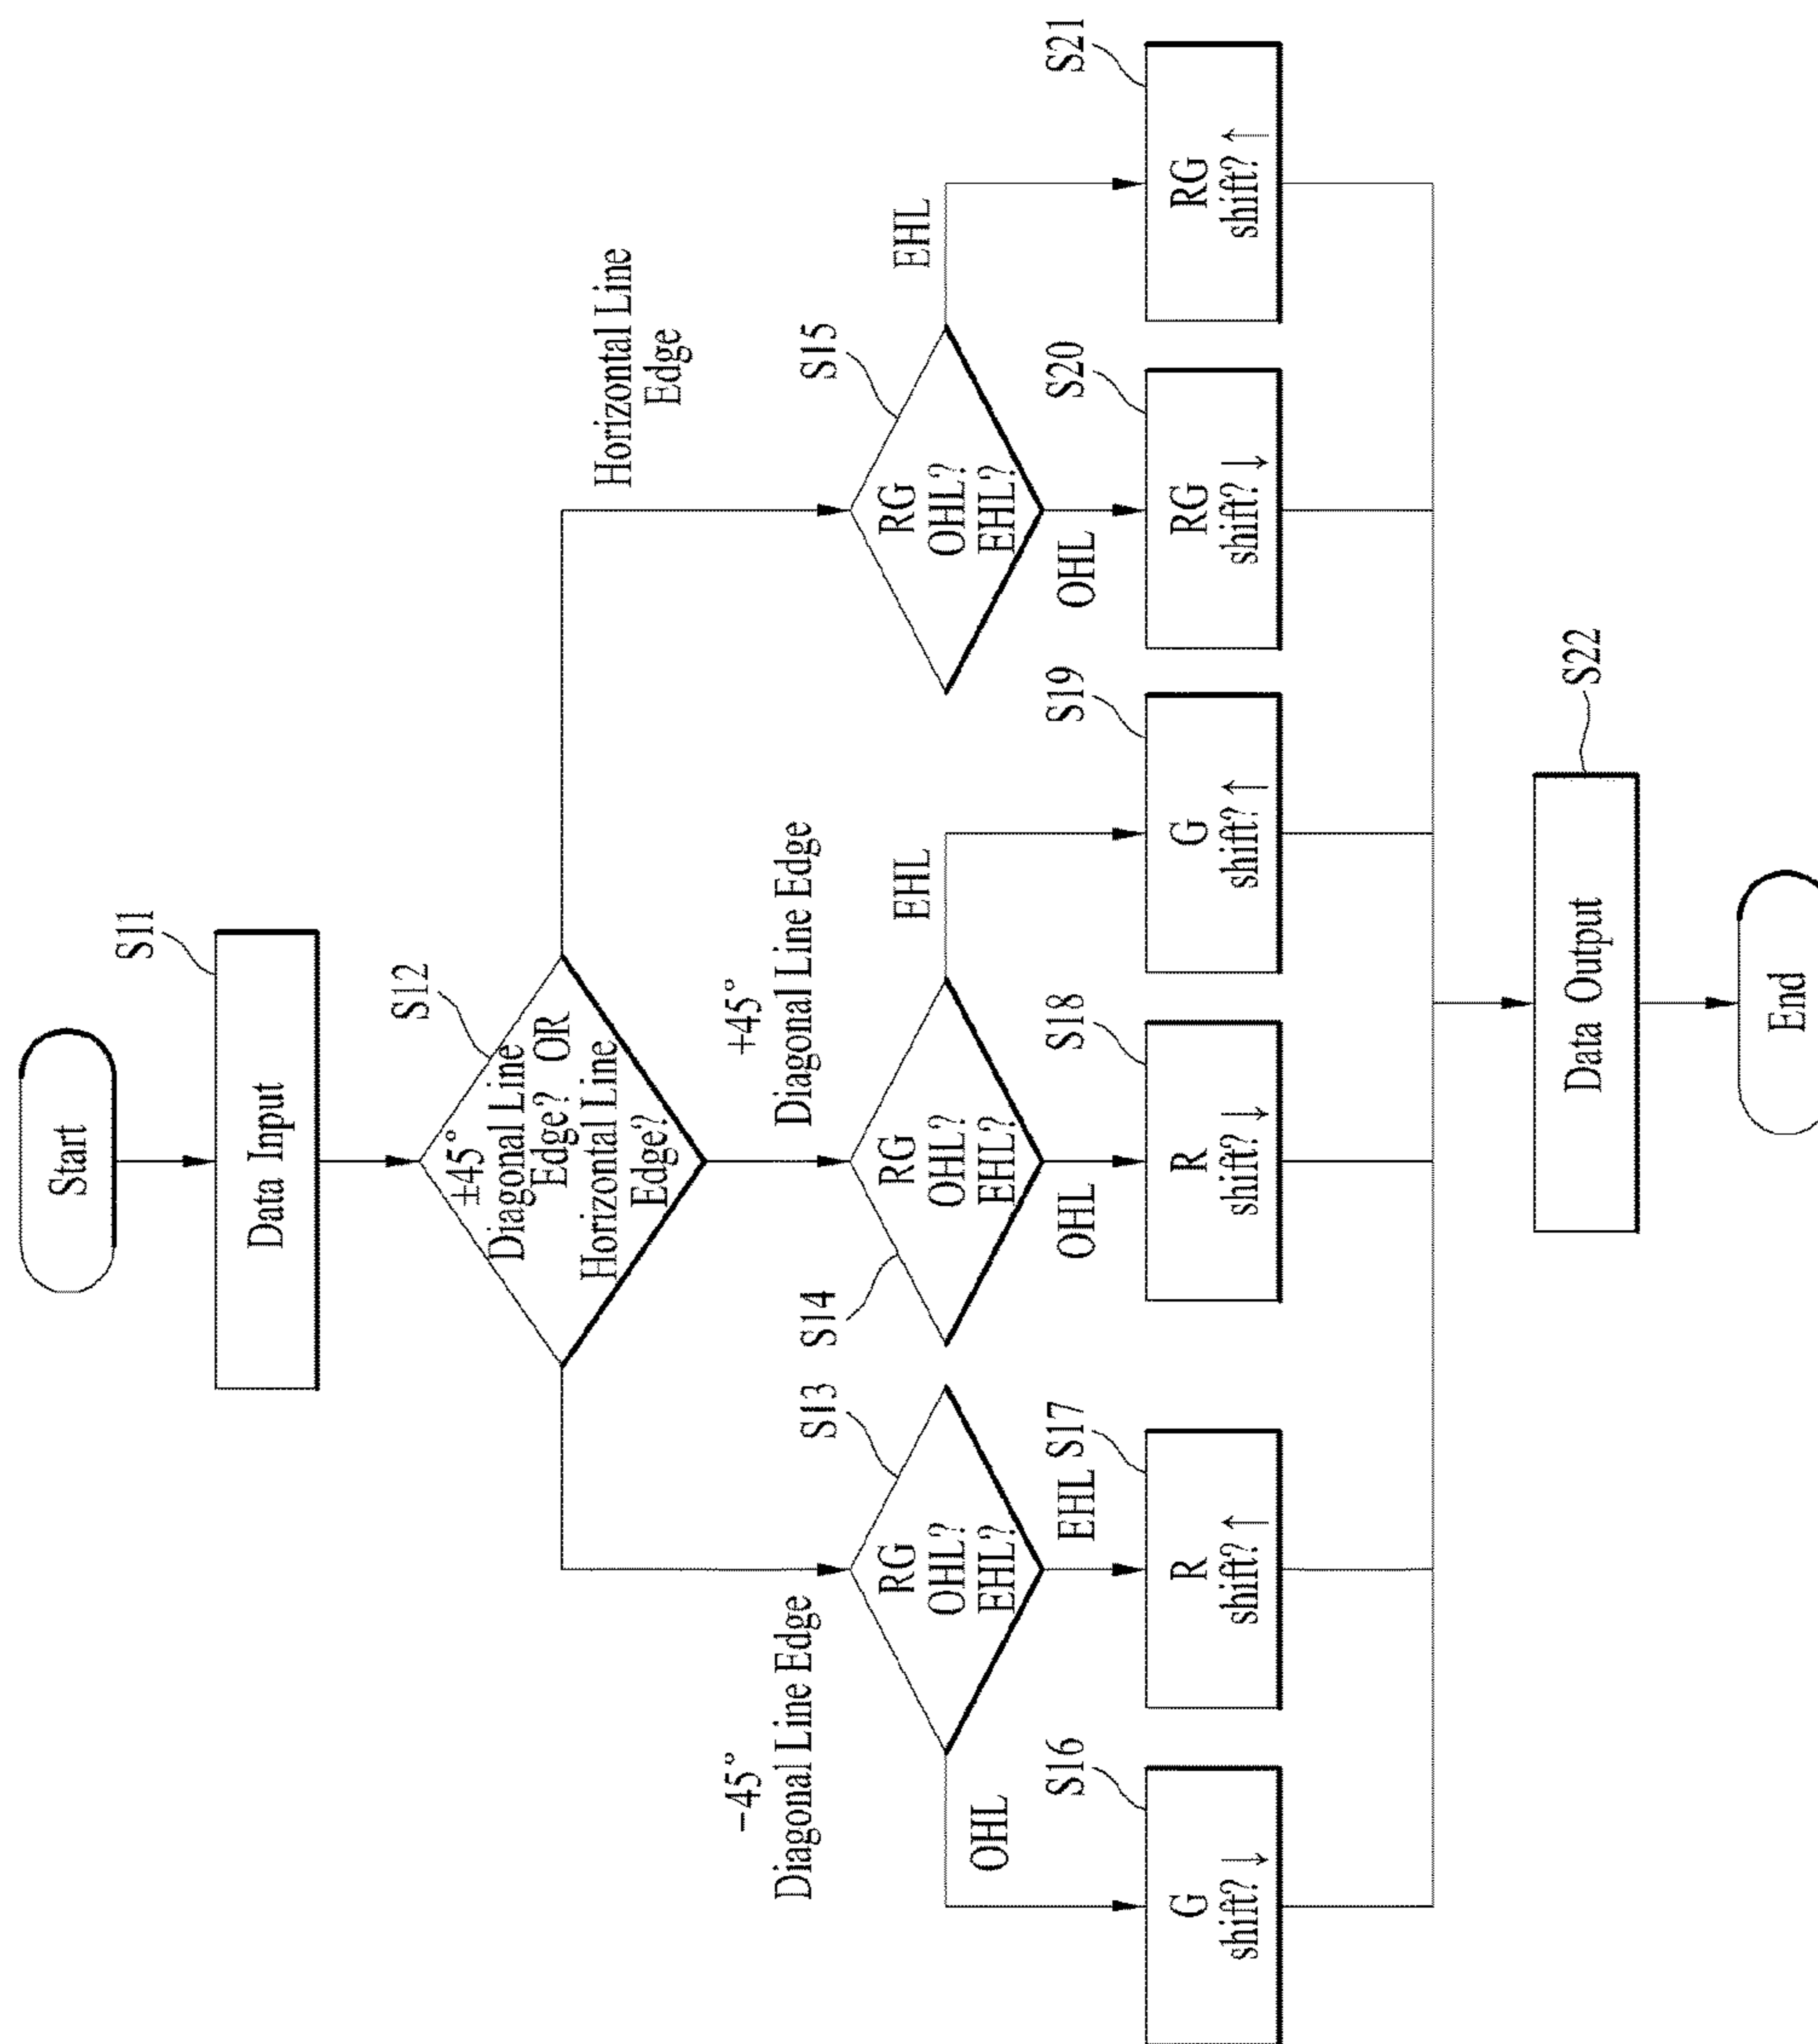 Start
S11
Data Input
S12
±45°
Diagonal Line
Edge? OR
Horizontal Line
Edge?
−45°
Diagonal Line Edge
+45°
Diagonal Line Edge
Horizontal Line
Edge
S13
RG
OHL?
EHL?
S14
RG
OHL?
EHL?
S15
RG
OHL?
EHL?
OHL
EHL
OHL
EHL
OHL
EHL
S16
G
shift? ↓
S17
R
shift? ↑
S18
R
shift? ↓
S19
G
shift? ↑
S20
RG
shift? ↓
S21
RG
shift? ↑
S22
Data Output
End